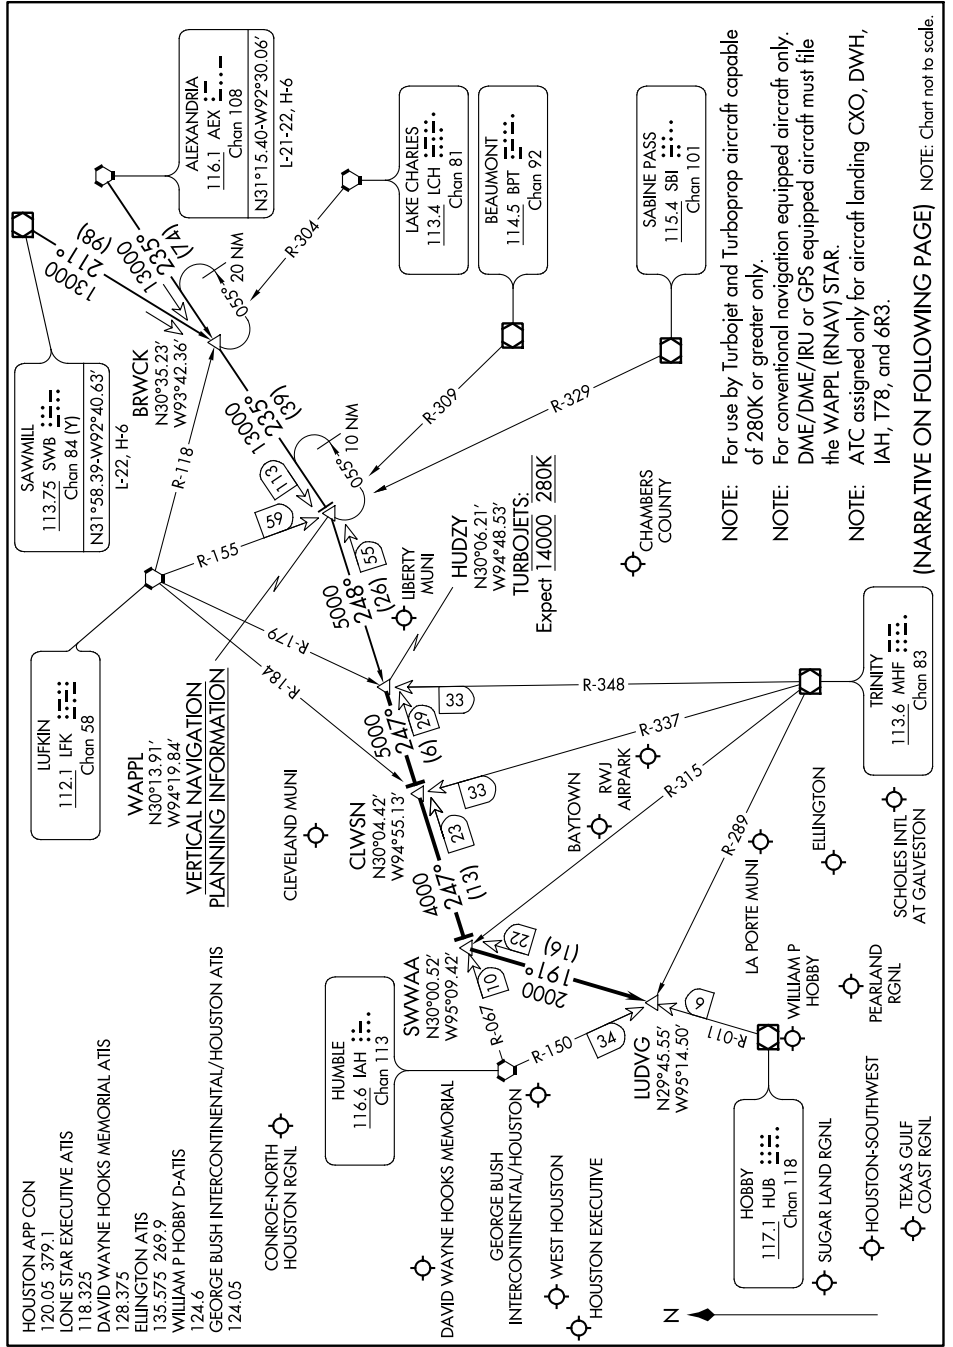 HOUSTON APP CON
120.05 379.1
LONE STAR EXECUTIVE ATIS
118.325
DAVID WAYNE HOOKS MEMORIAL ATIS
128.375
ELLINGTON ATIS
135.575 269.9
WILLIAM P HOBBY D-ATIS
124.6
GEORGE BUSH INTERCONTINENTAL/HOUSTON ATIS
124.05
LUFKIN
112.1 LFK
Chan 58
SAWMILL
113.75 SWB
Chan 84 (Y)
N31°58.39-W92°40.63′
L-22, H-6
ALEXANDRIA
116.1 AEX
Chan 108
N31°15.40-W92°30.06′
L-21-22, H-6
13000
211°
(98)
13000
235°
(74)
BRWCK
N30°35.23′
W93°42.36′
055°
20 NM
R-304
R-118
13000
235°
(39)
LAKE CHARLES
113.4 LCH
Chan 81
BEAUMONT
114.5 BPT
Chan 92
SABINE PASS
115.4 SBI
Chan 101
R-309
R-329
WAPPL
N30°13.91′
W94°19.84′
VERTICAL NAVIGATION
PLANNING INFORMATION
R-155
59
113
055°
10 NM
55
5000
248°
(26)
LIBERTY
MUNI
HUDZY
N30°06.21′
W94°48.53′
TURBOJETS:
Expect 14000 280K
CHAMBERS
COUNTY
R-179
R-184
5000
247°
(6)
29
33
R-348
CLEVELAND MUNI
CLWSN
N30°04.42′
W94°55.13′
33
R-337
23
4000
247°
(13)
SWWAA
N30°00.52′
W95°09.42′
22
R-315
10
R-067
HUMBLE
116.6 IAH
Chan 113
2000
191°
(16)
R-150
34
LUDVG
N29°45.55′
W95°14.50′
R-289
9
R-011
HOBBY
117.1 HUB
Chan 118
TRINITY
113.6 MHF
Chan 83
BAYTOWN
RWJ
AIRPARK
LA PORTE MUNI
ELLINGTON
SCHOLES INTL
AT GALVESTON
WILLIAM P
HOBBY
PEARLAND
RGNL
CONROE-NORTH
HOUSTON RGNL
DAVID WAYNE HOOKS MEMORIAL
GEORGE BUSH
INTERCONTINENTAL/HOUSTON
WEST HOUSTON
HOUSTON EXECUTIVE
SUGAR LAND RGNL
HOUSTON-SOUTHWEST
TEXAS GULF
COAST RGNL
N
NOTE: For use by Turbojet and Turboprop aircraft capable
of 280K or greater only.
NOTE: For conventional navigation equipped aircraft only.
DME/DME/IRU or GPS equipped aircraft must file
the WAPPL (RNAV) STAR.
NOTE: ATC assigned only for aircraft landing CXO, DWH,
IAH, T78, and 6R3.
(NARRATIVE ON FOLLOWING PAGE)
NOTE: Chart not to scale.